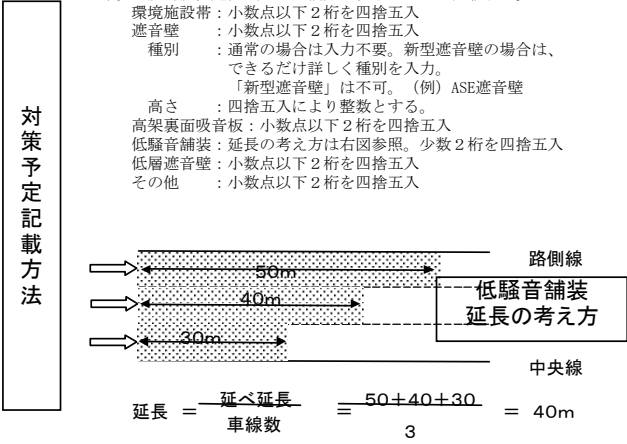 対策予定記載方法
環境施設帯：小数点以下２桁を四捨五入
遮音壁　　：小数点以下２桁を四捨五入
種別　　：通常の場合は入力不要。新型遮音壁の場合は、
できるだけ詳しく種別を入力。
「新型遮音壁」は不可。（例）ASE遮音壁
高さ　　：四捨五入により整数とする。
高架裏面吸音板：小数点以下２桁を四捨五入
低騒音舗装：延長の考え方は右図参照。少数２桁を四捨五入
低層遮音壁：小数点以下２桁を四捨五入
その他　　：小数点以下２桁を四捨五入
路側線
50m
低騒音舗装
延長の考え方
40m
30m
中央線
延長 ＝ 延べ延長 ＝ 50＋40＋30 ＝ 40m
車線数 3